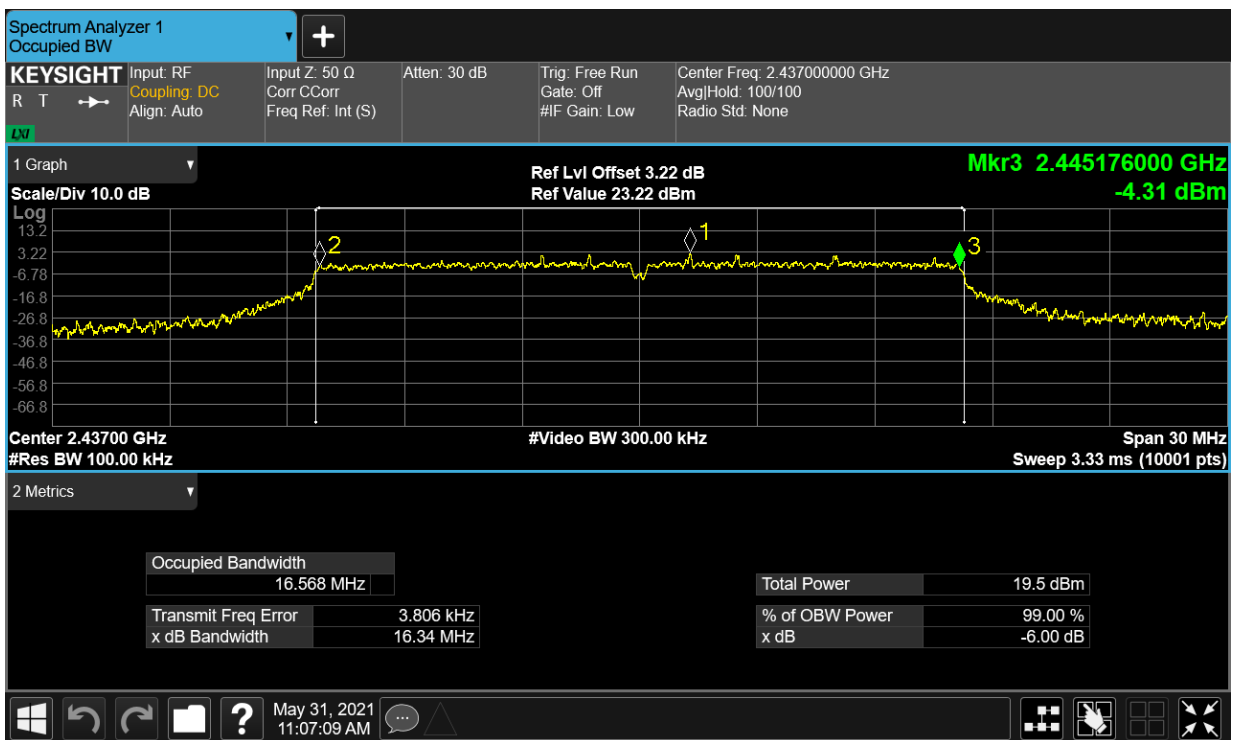 Spectrum Analyzer 1
Occupied BW
▼
+
KEYSIGHT
R T
LXI
Input: RF
Coupling: DC
Align: Auto
Input Z: 50 Ω
Corr CCorr
Freq Ref: Int (S)
Atten: 30 dB
Trig: Free Run
Gate: Off
#IF Gain: Low
Center Freq: 2.437000000 GHz
Avg|Hold: 100/100
Radio Std: None
1 Graph ▼
Scale/Div 10.0 dB
Ref Lvl Offset 3.22 dB
Ref Value 23.22 dBm
Mkr3 2.445176000 GHz
-4.31 dBm
Log
13.2
3.22
-6.78
-16.8
-26.8
-36.8
-46.8
-56.8
-66.8
2
1
3
Center 2.43700 GHz
#Res BW 100.00 kHz
#Video BW 300.00 kHz
Span 30 MHz
Sweep 3.33 ms (10001 pts)
2 Metrics ▼
Occupied Bandwidth
16.568 MHz
Transmit Freq Error 3.806 kHz
x dB Bandwidth 16.34 MHz
Total Power 19.5 dBm
% of OBW Power 99.00 %
x dB -6.00 dB
?
May 31, 2021
11:07:09 AM